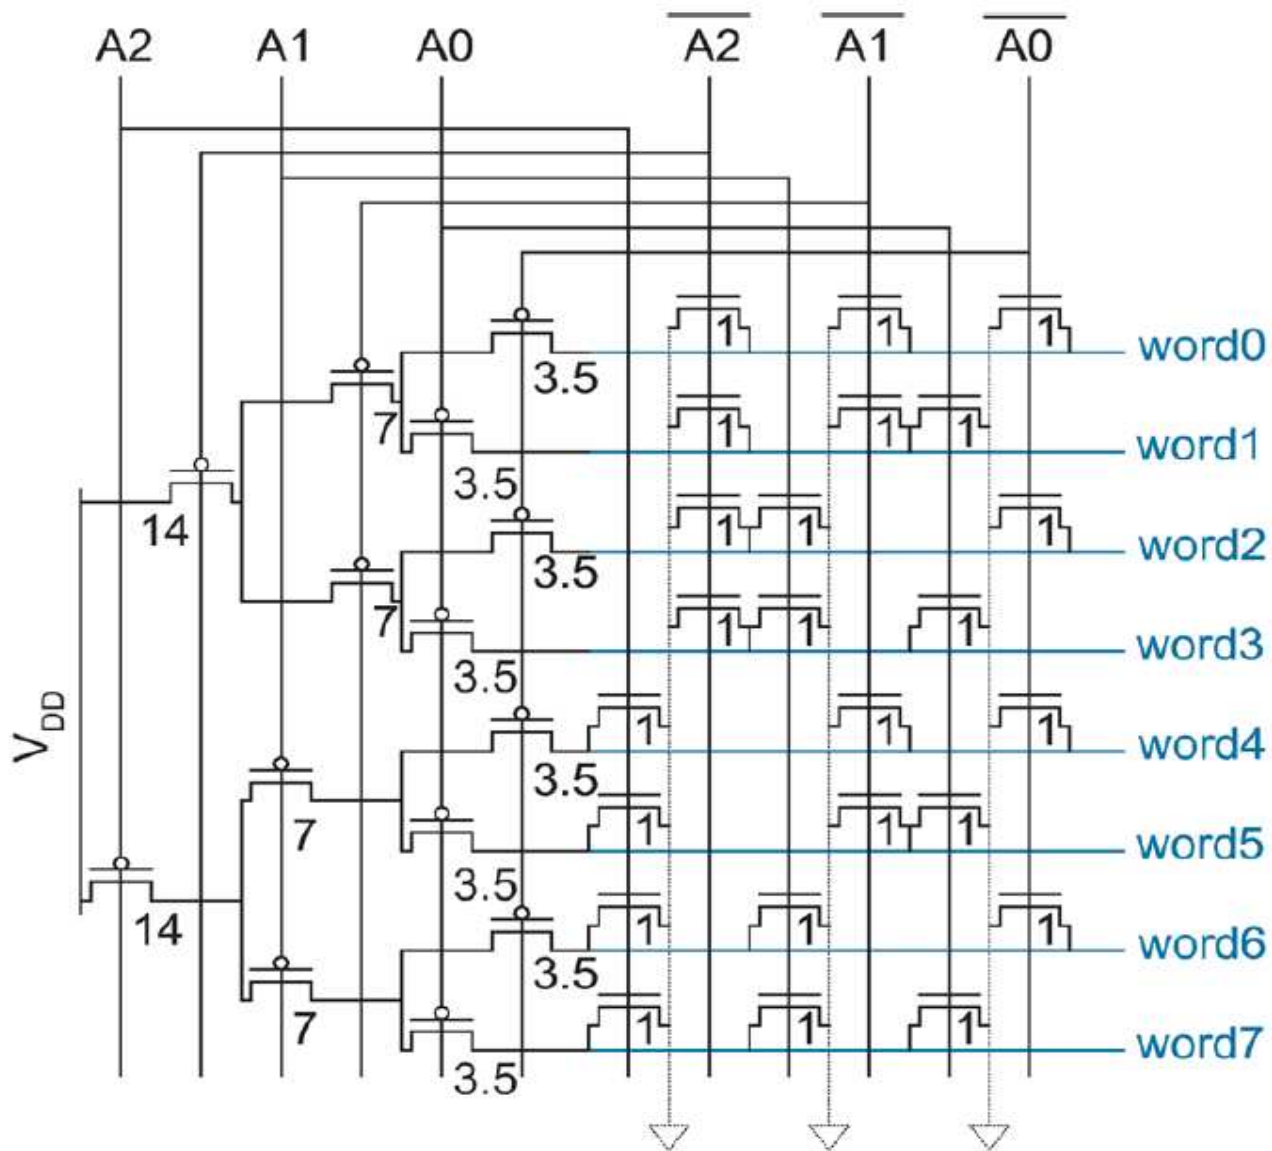 A2 A1 A0 A2 A1 A0
1 1 1 word0
3.5
7 1 1 1 word1
3.5
14 1 1 1 word2
3.5
7 1 1 1 word3
3.5
VDD
1 1 1 word4
3.5
7 1 1 1 word5
3.5
14 1 1 1 word6
3.5
7 1 1 1 word7
3.5